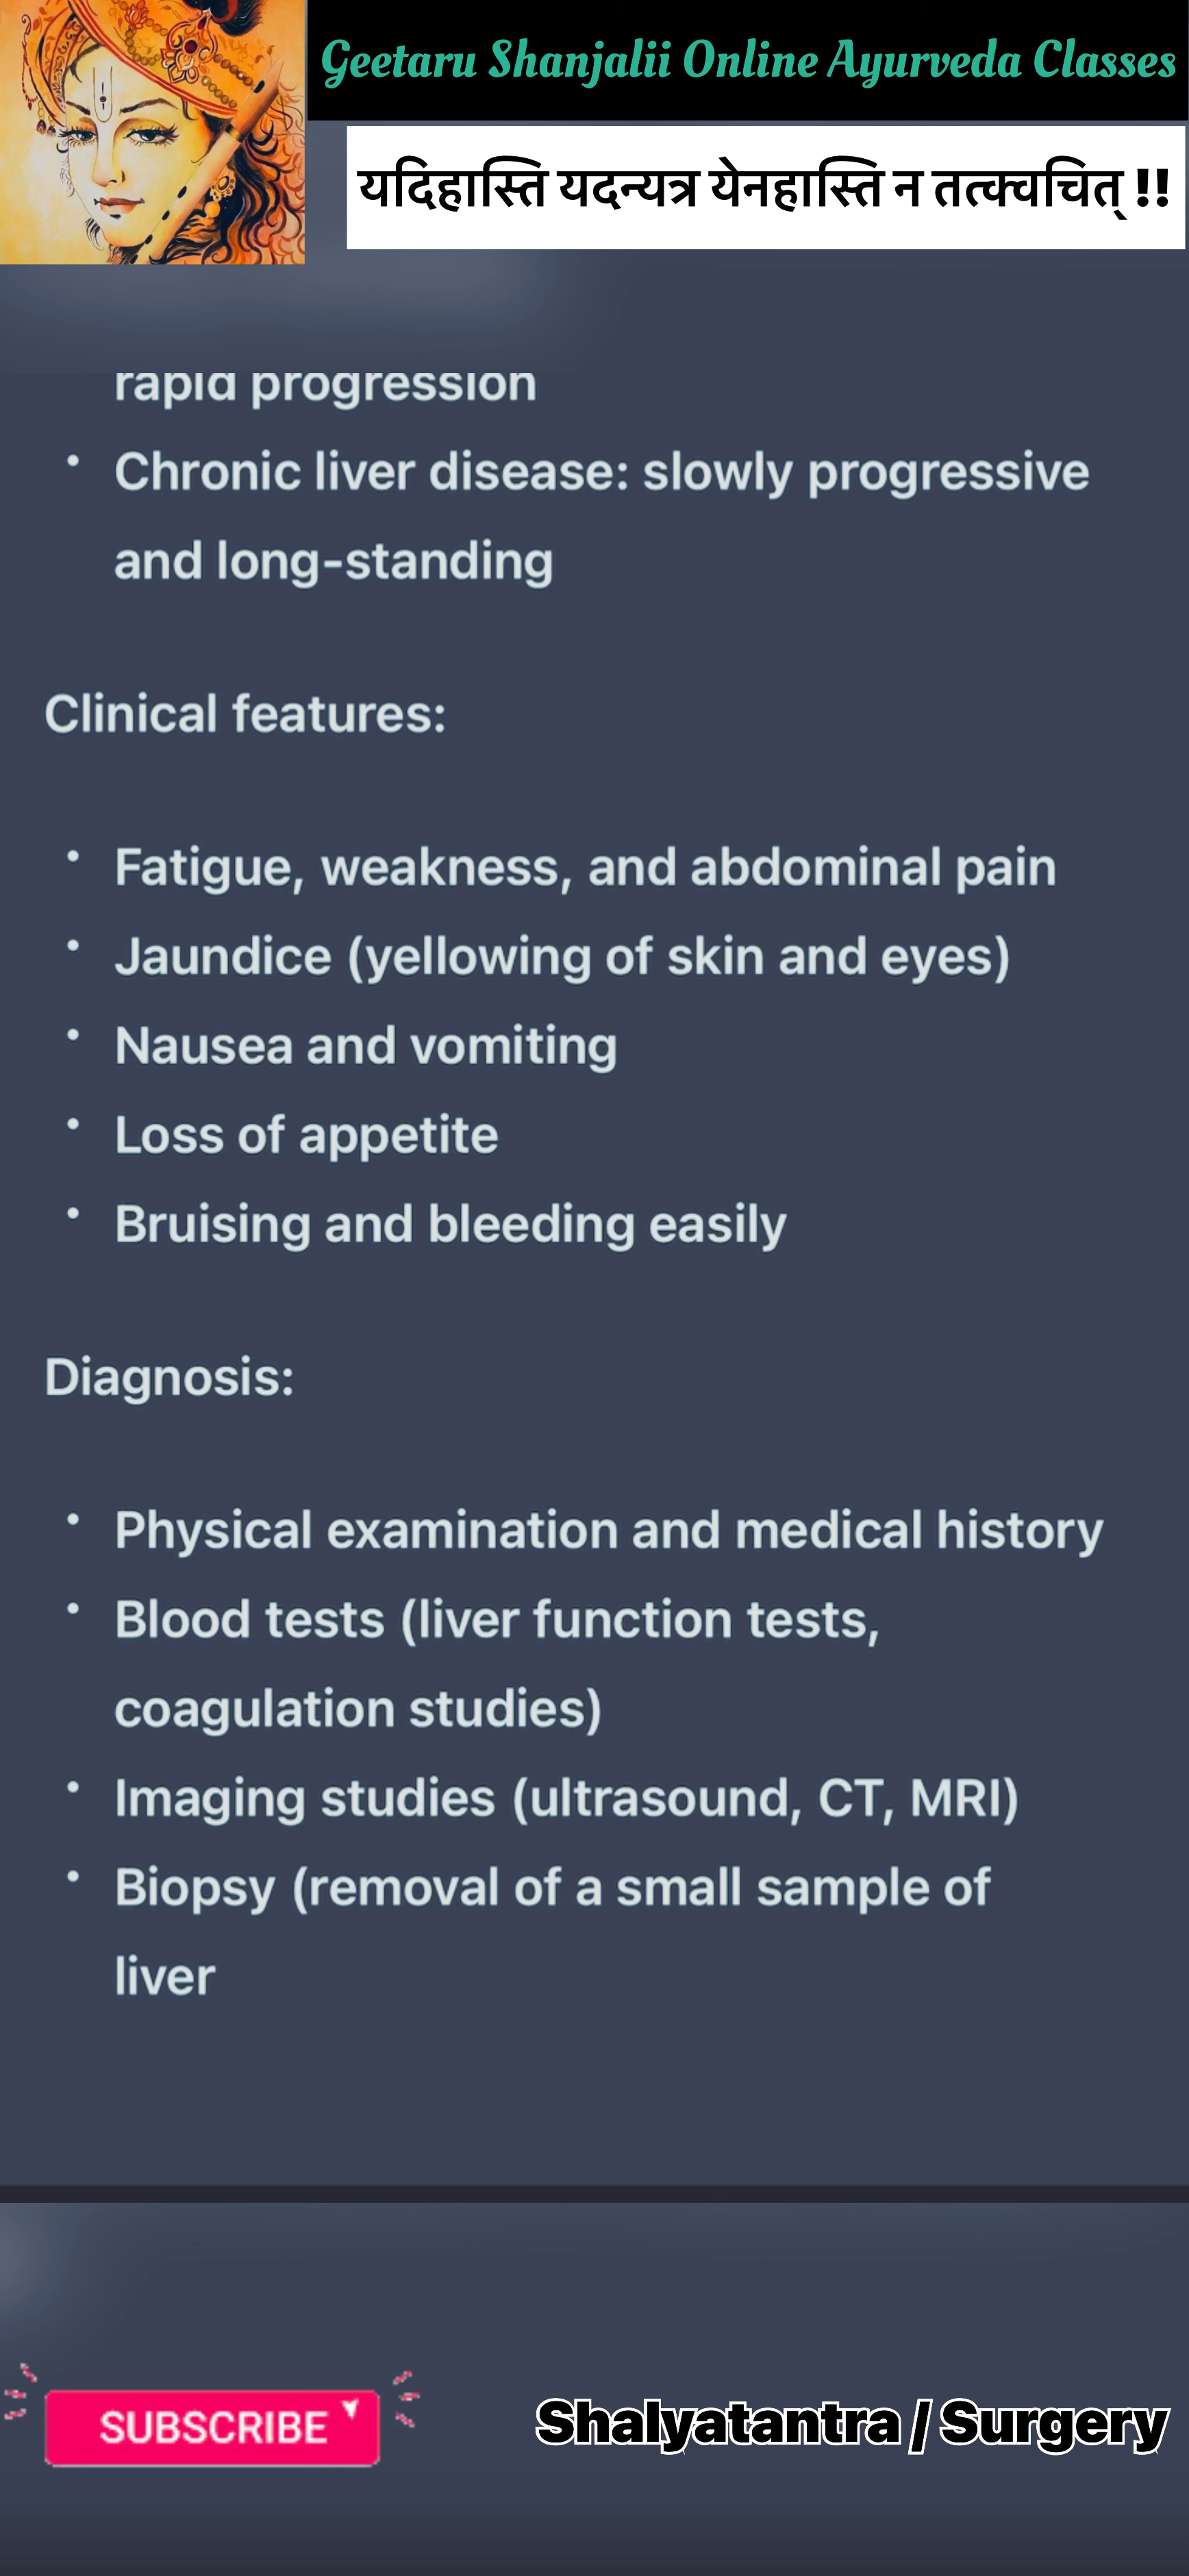 Geetaru Shanjalii Online Ayurveda Classes
यदिहास्ति यदन्यत्र येनहास्ति न तत्क्वचित् !!
rapid progression
• Chronic liver disease: slowly progressive
and long-standing
Clinical features:
• Fatigue, weakness, and abdominal pain
• Jaundice (yellowing of skin and eyes)
• Nausea and vomiting
• Loss of appetite
• Bruising and bleeding easily
Diagnosis:
• Physical examination and medical history
• Blood tests (liver function tests,
coagulation studies)
• Imaging studies (ultrasound, CT, MRI)
• Biopsy (removal of a small sample of
liver
SUBSCRIBE
Shalyatantra / Surgery